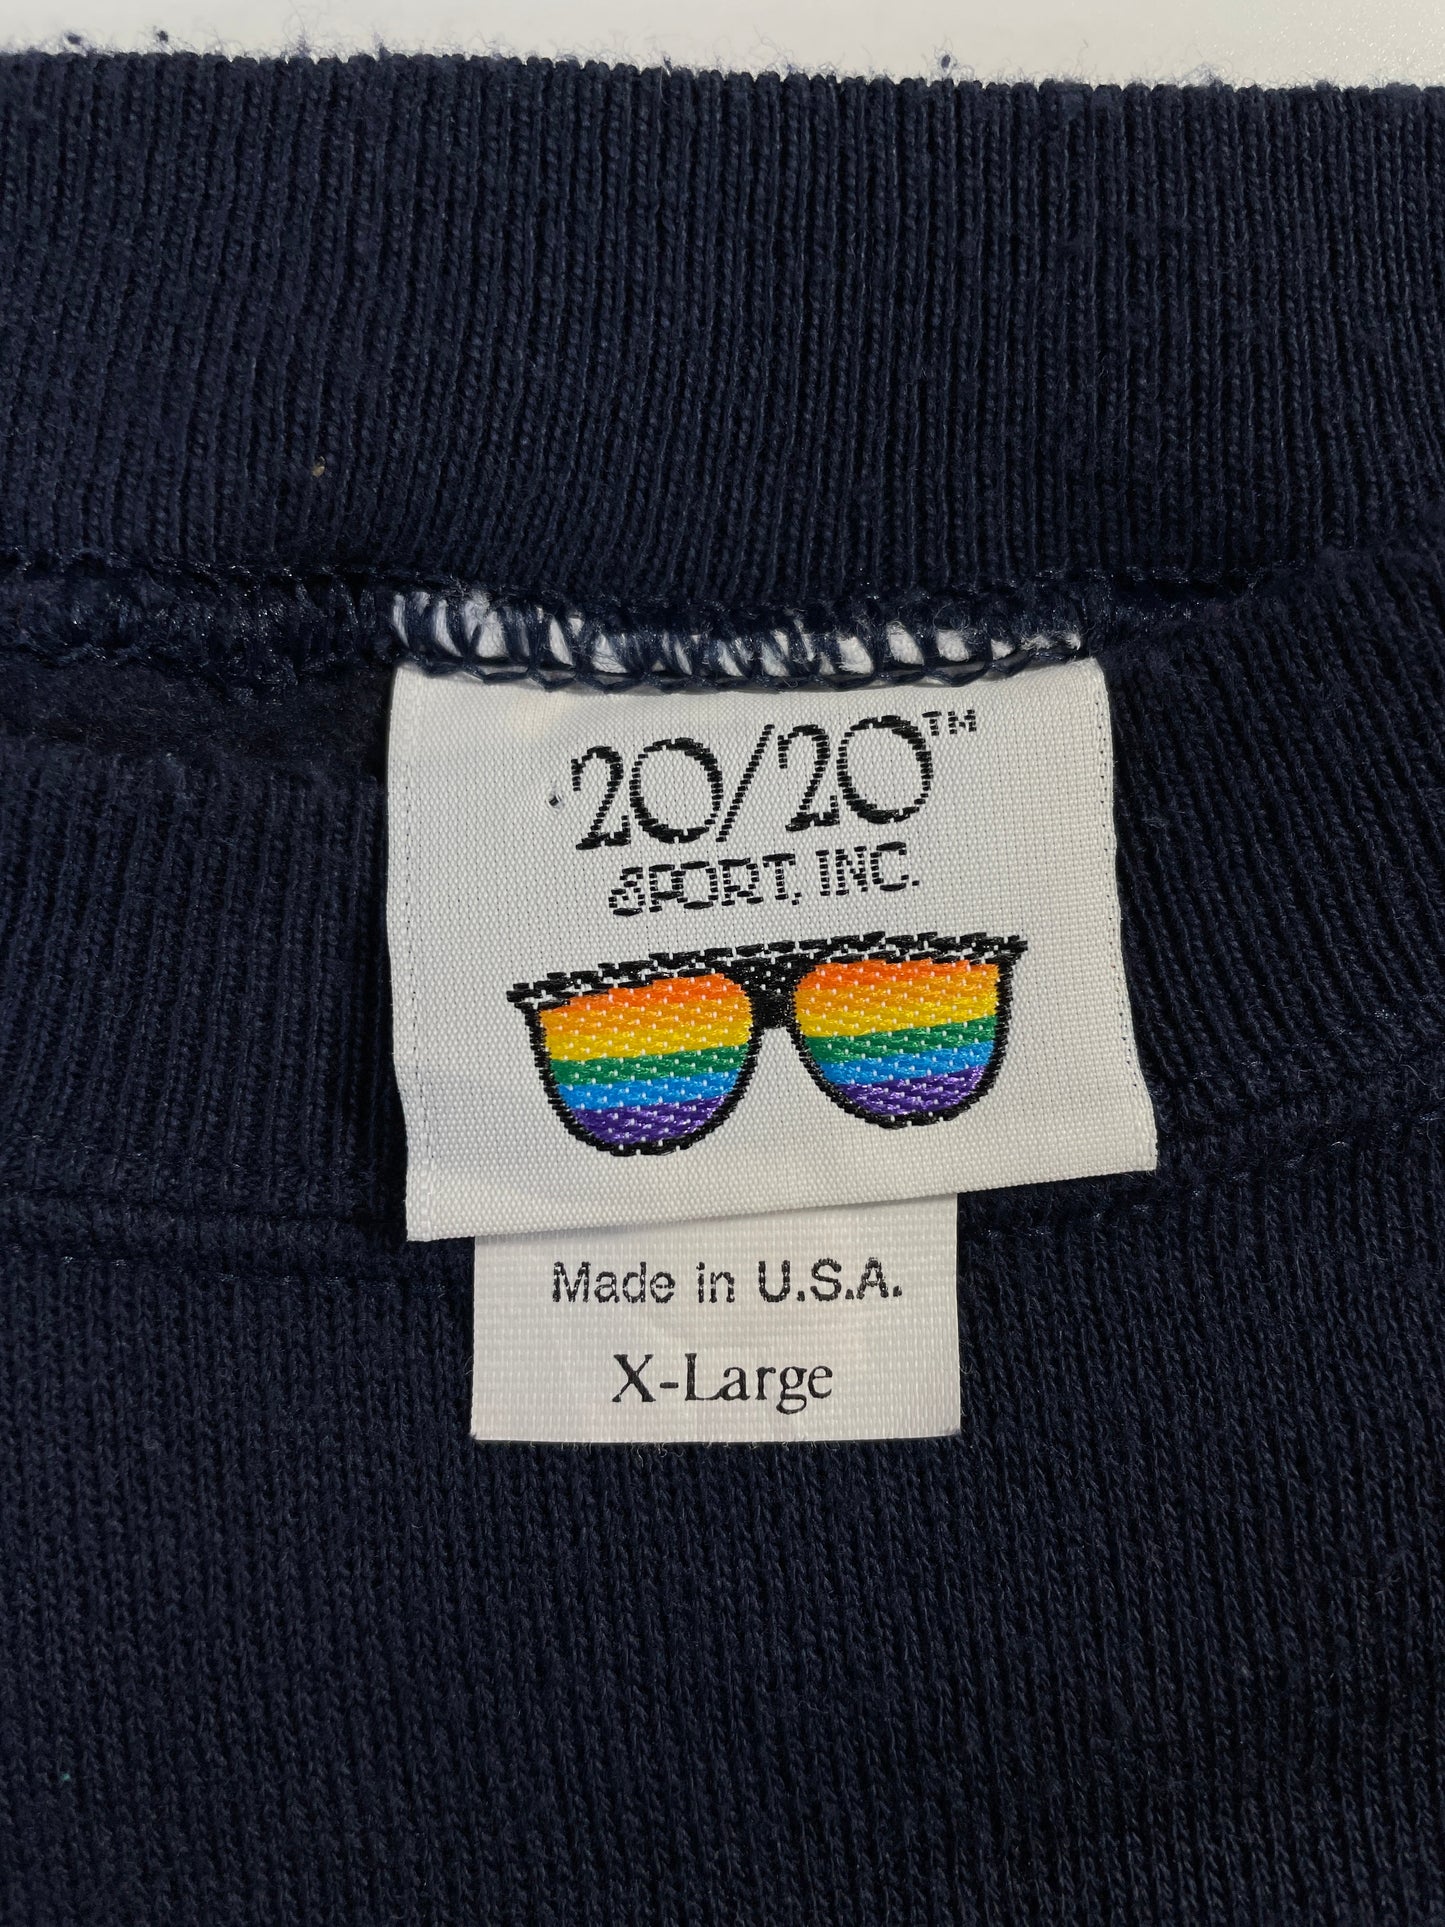 20/20™
SPORT, INC.
Made in U.S.A.
X-Large